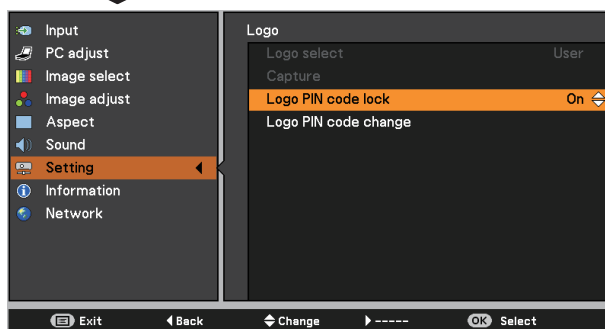 Input
PC adjust
Image select
Image adjust
Aspect
Sound
Setting
Information
Network
Logo
Logo select User
Capture
Logo PIN code lock On
Logo PIN code change
Exit Back Change ----- OK Select